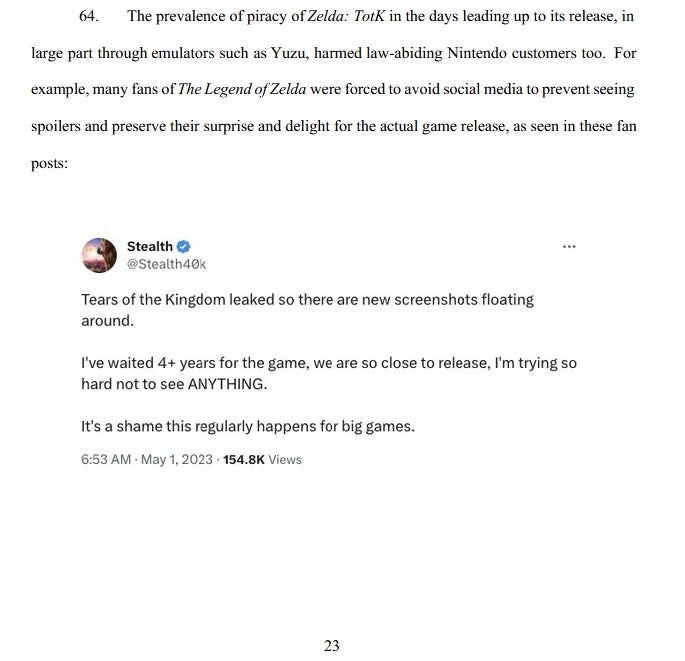 64. The prevalence of piracy of Zelda: TotK in the days leading up to its release, in
large part through emulators such as Yuzu, harmed law-abiding Nintendo customers too. For
example, many fans of The Legend of Zelda were forced to avoid social media to prevent seeing
spoilers and preserve their surprise and delight for the actual game release, as seen in these fan
posts:
Stealth
@Stealth40k
Tears of the Kingdom leaked so there are new screenshots floating
around.
I've waited 4+ years for the game, we are so close to release, I'm trying so
hard not to see ANYTHING.
It's a shame this regularly happens for big games.
6:53 AM · May 1, 2023 · 154.8K Views
23